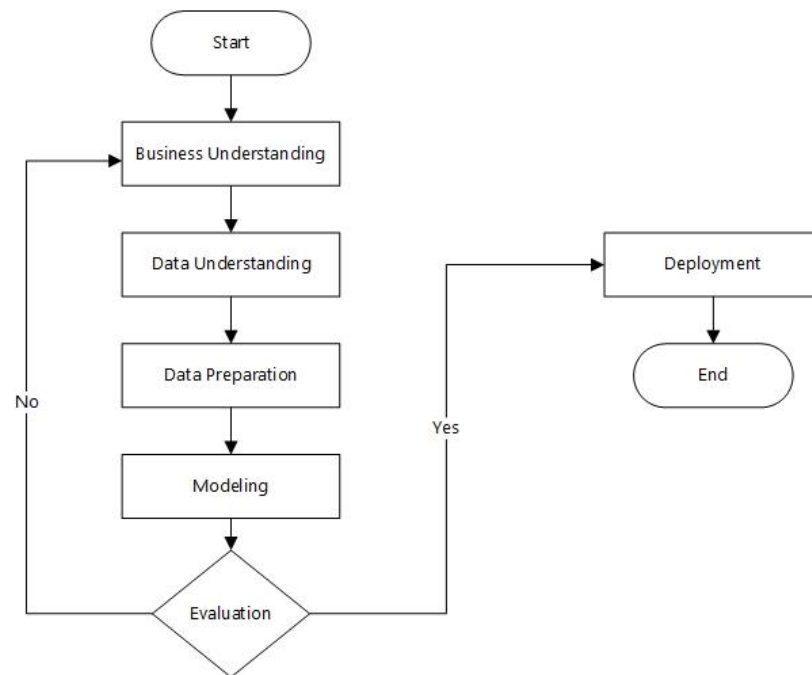 Start
Business Understanding
Data Understanding
Deployment
Data Preparation
End
No
Yes
Modeling
Evaluation